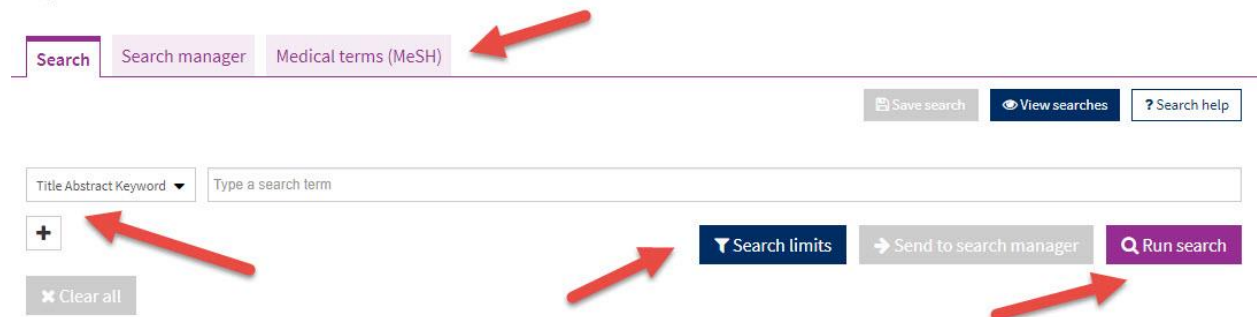 Search Search manager Medical terms (MeSH)
Save search View searches ? Search help
Title Abstract Keyword Type a search term
+ Search limits Send to search manager Run search
Clear all